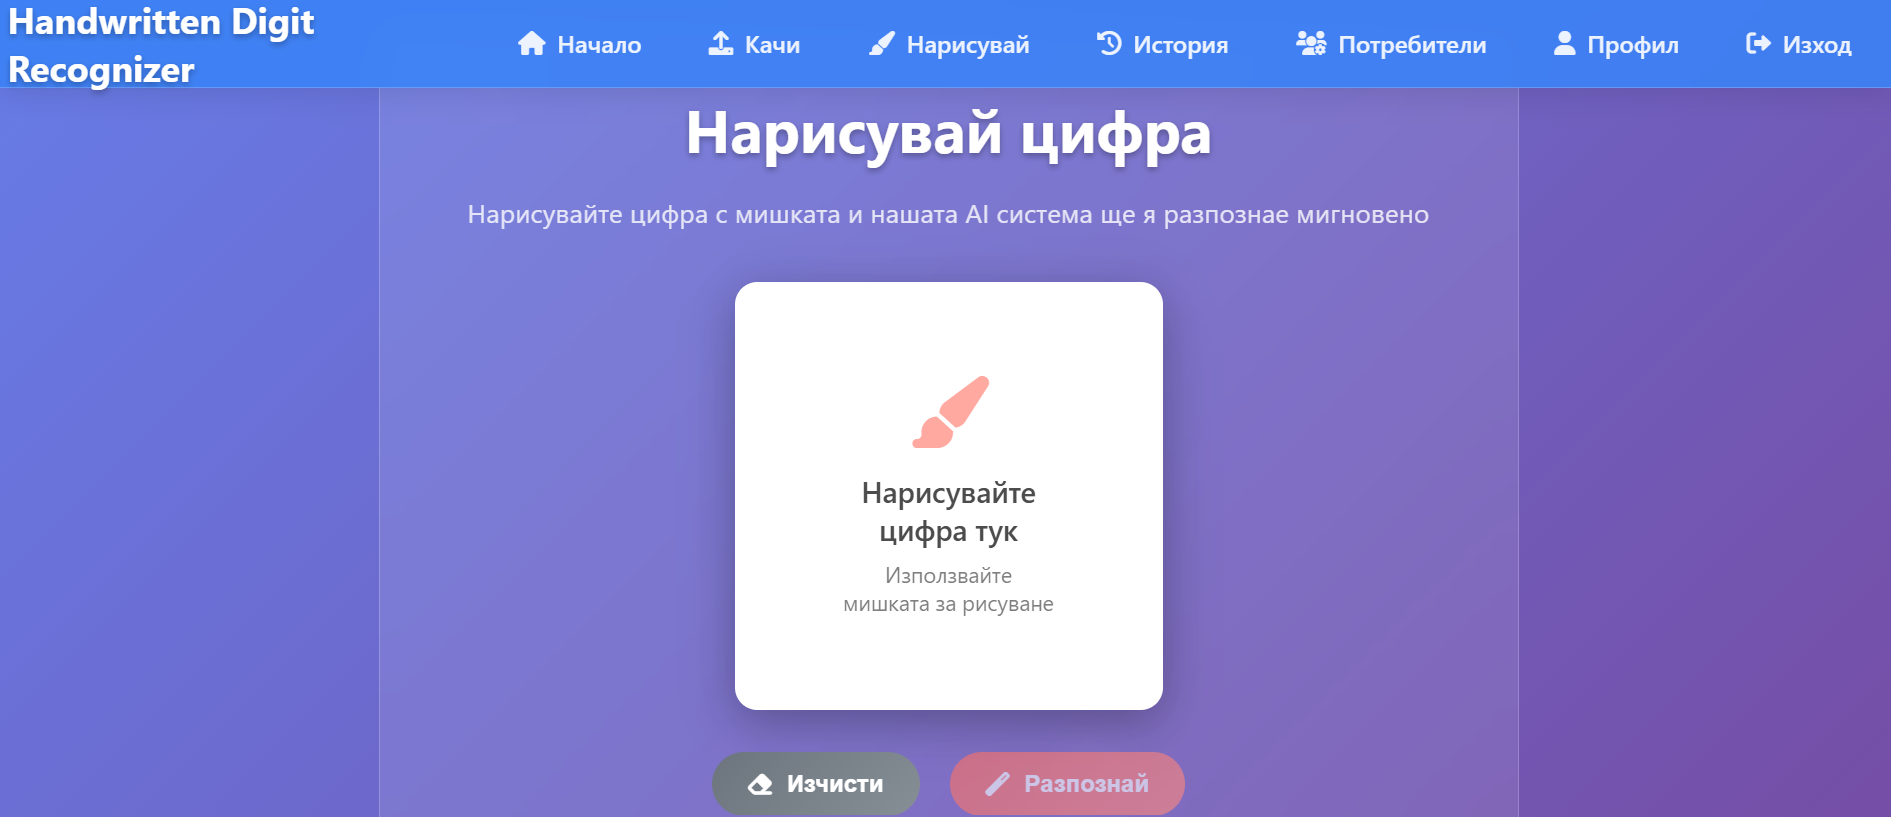 Handwritten Digit
Recognizer
Начало
Качи
Нарисувай
История
Потребители
Профил
Изход
Нарисувай цифра
Нарисувайте цифра с мишката и нашата AI система ще я разпознае мигновено
Нарисувайте
цифра тук
Използвайте
мишката за рисуване
Изчисти
Разпознай